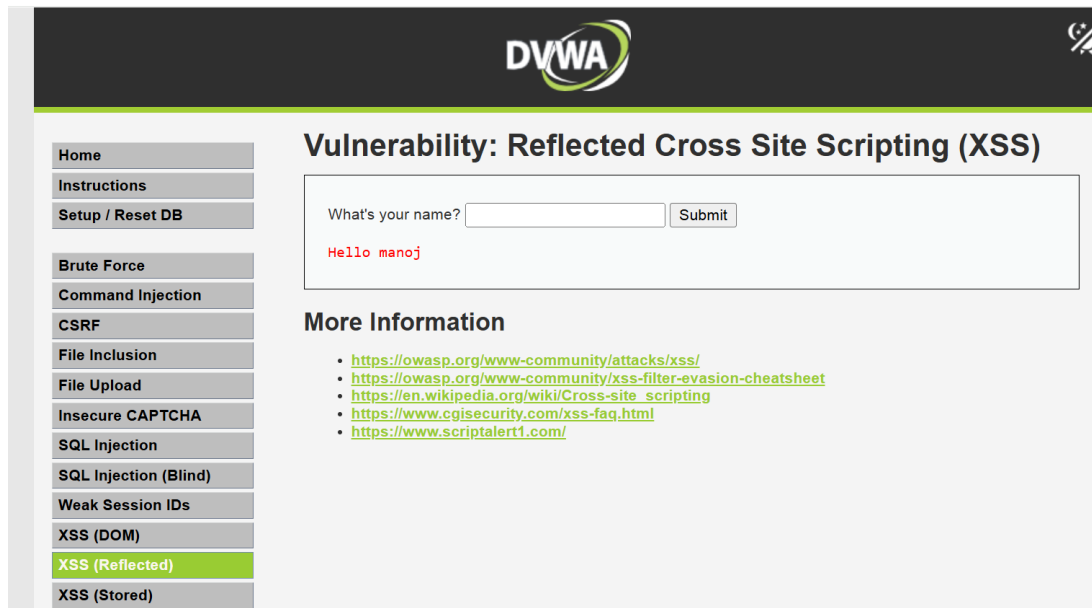 DVWA
Home
Instructions
Setup / Reset DB
Brute Force
Command Injection
CSRF
File Inclusion
File Upload
Insecure CAPTCHA
SQL Injection
SQL Injection (Blind)
Weak Session IDs
XSS (DOM)
XSS (Reflected)
XSS (Stored)
Vulnerability: Reflected Cross Site Scripting (XSS)
What's your name? Submit
Hello manoj
More Information
• https://owasp.org/www-community/attacks/xss/
• https://owasp.org/www-community/xss-filter-evasion-cheatsheet
• https://en.wikipedia.org/wiki/Cross-site_scripting
• https://www.cgisecurity.com/xss-faq.html
• https://www.scriptalert1.com/